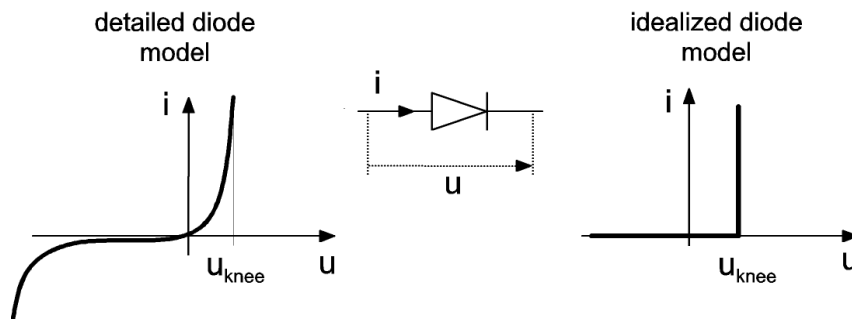 detailed diode
model
idealized diode
model
i
i
i
u
u_knee
u
u_knee
u